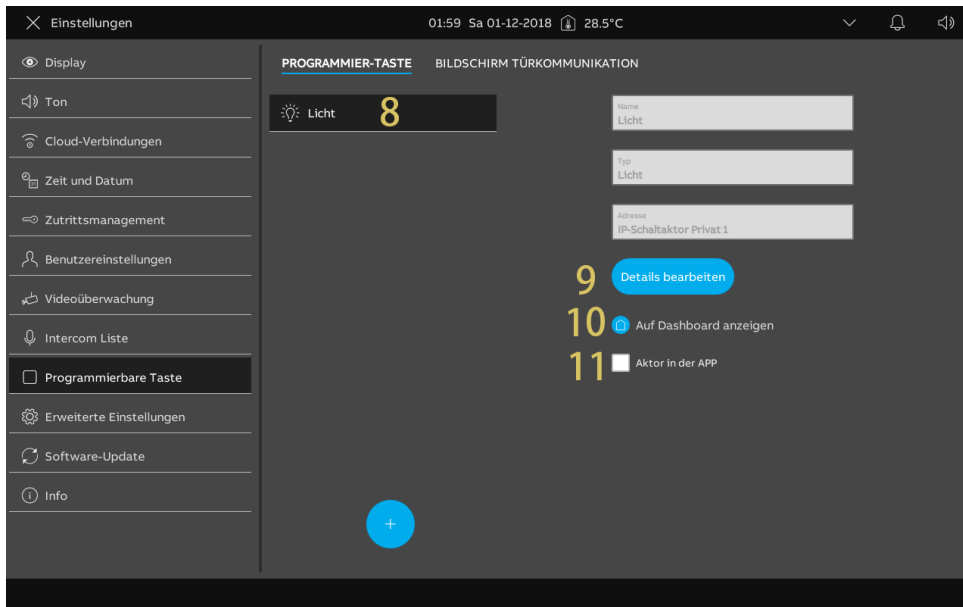 Einstellungen
01:59 Sa 01-12-2018 28.5°C
Display
Ton
Cloud-Verbindungen
Zeit und Datum
Zutrittsmanagement
Benutzereinstellungen
Videoüberwachung
Intercom Liste
Programmierbare Taste
Erweiterte Einstellungen
Software-Update
Info
PROGRAMMIER-TASTE BILDSCHIRM TÜRKOMMUNIKATION
Licht 8
Name
Licht
Typ
Licht
Adresse
IP-Schaltaktor Privat 1
9 Details bearbeiten
10 Auf Dashboard anzeigen
11 Aktor in der APP
+